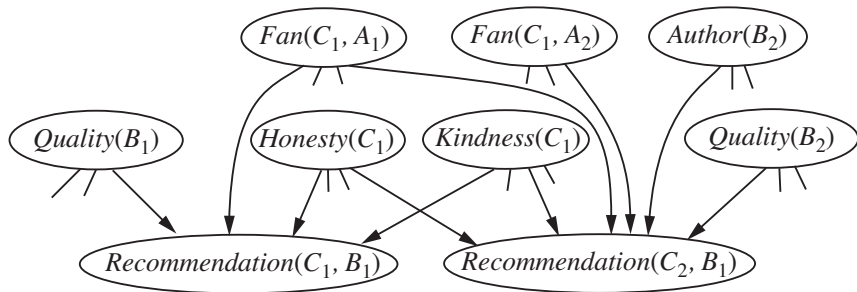 Fan(C1, A1)
Fan(C1, A2)
Author(B2)
Quality(B1)
Honesty(C1)
Kindness(C1)
Quality(B2)
Recommendation(C1, B1)
Recommendation(C2, B1)